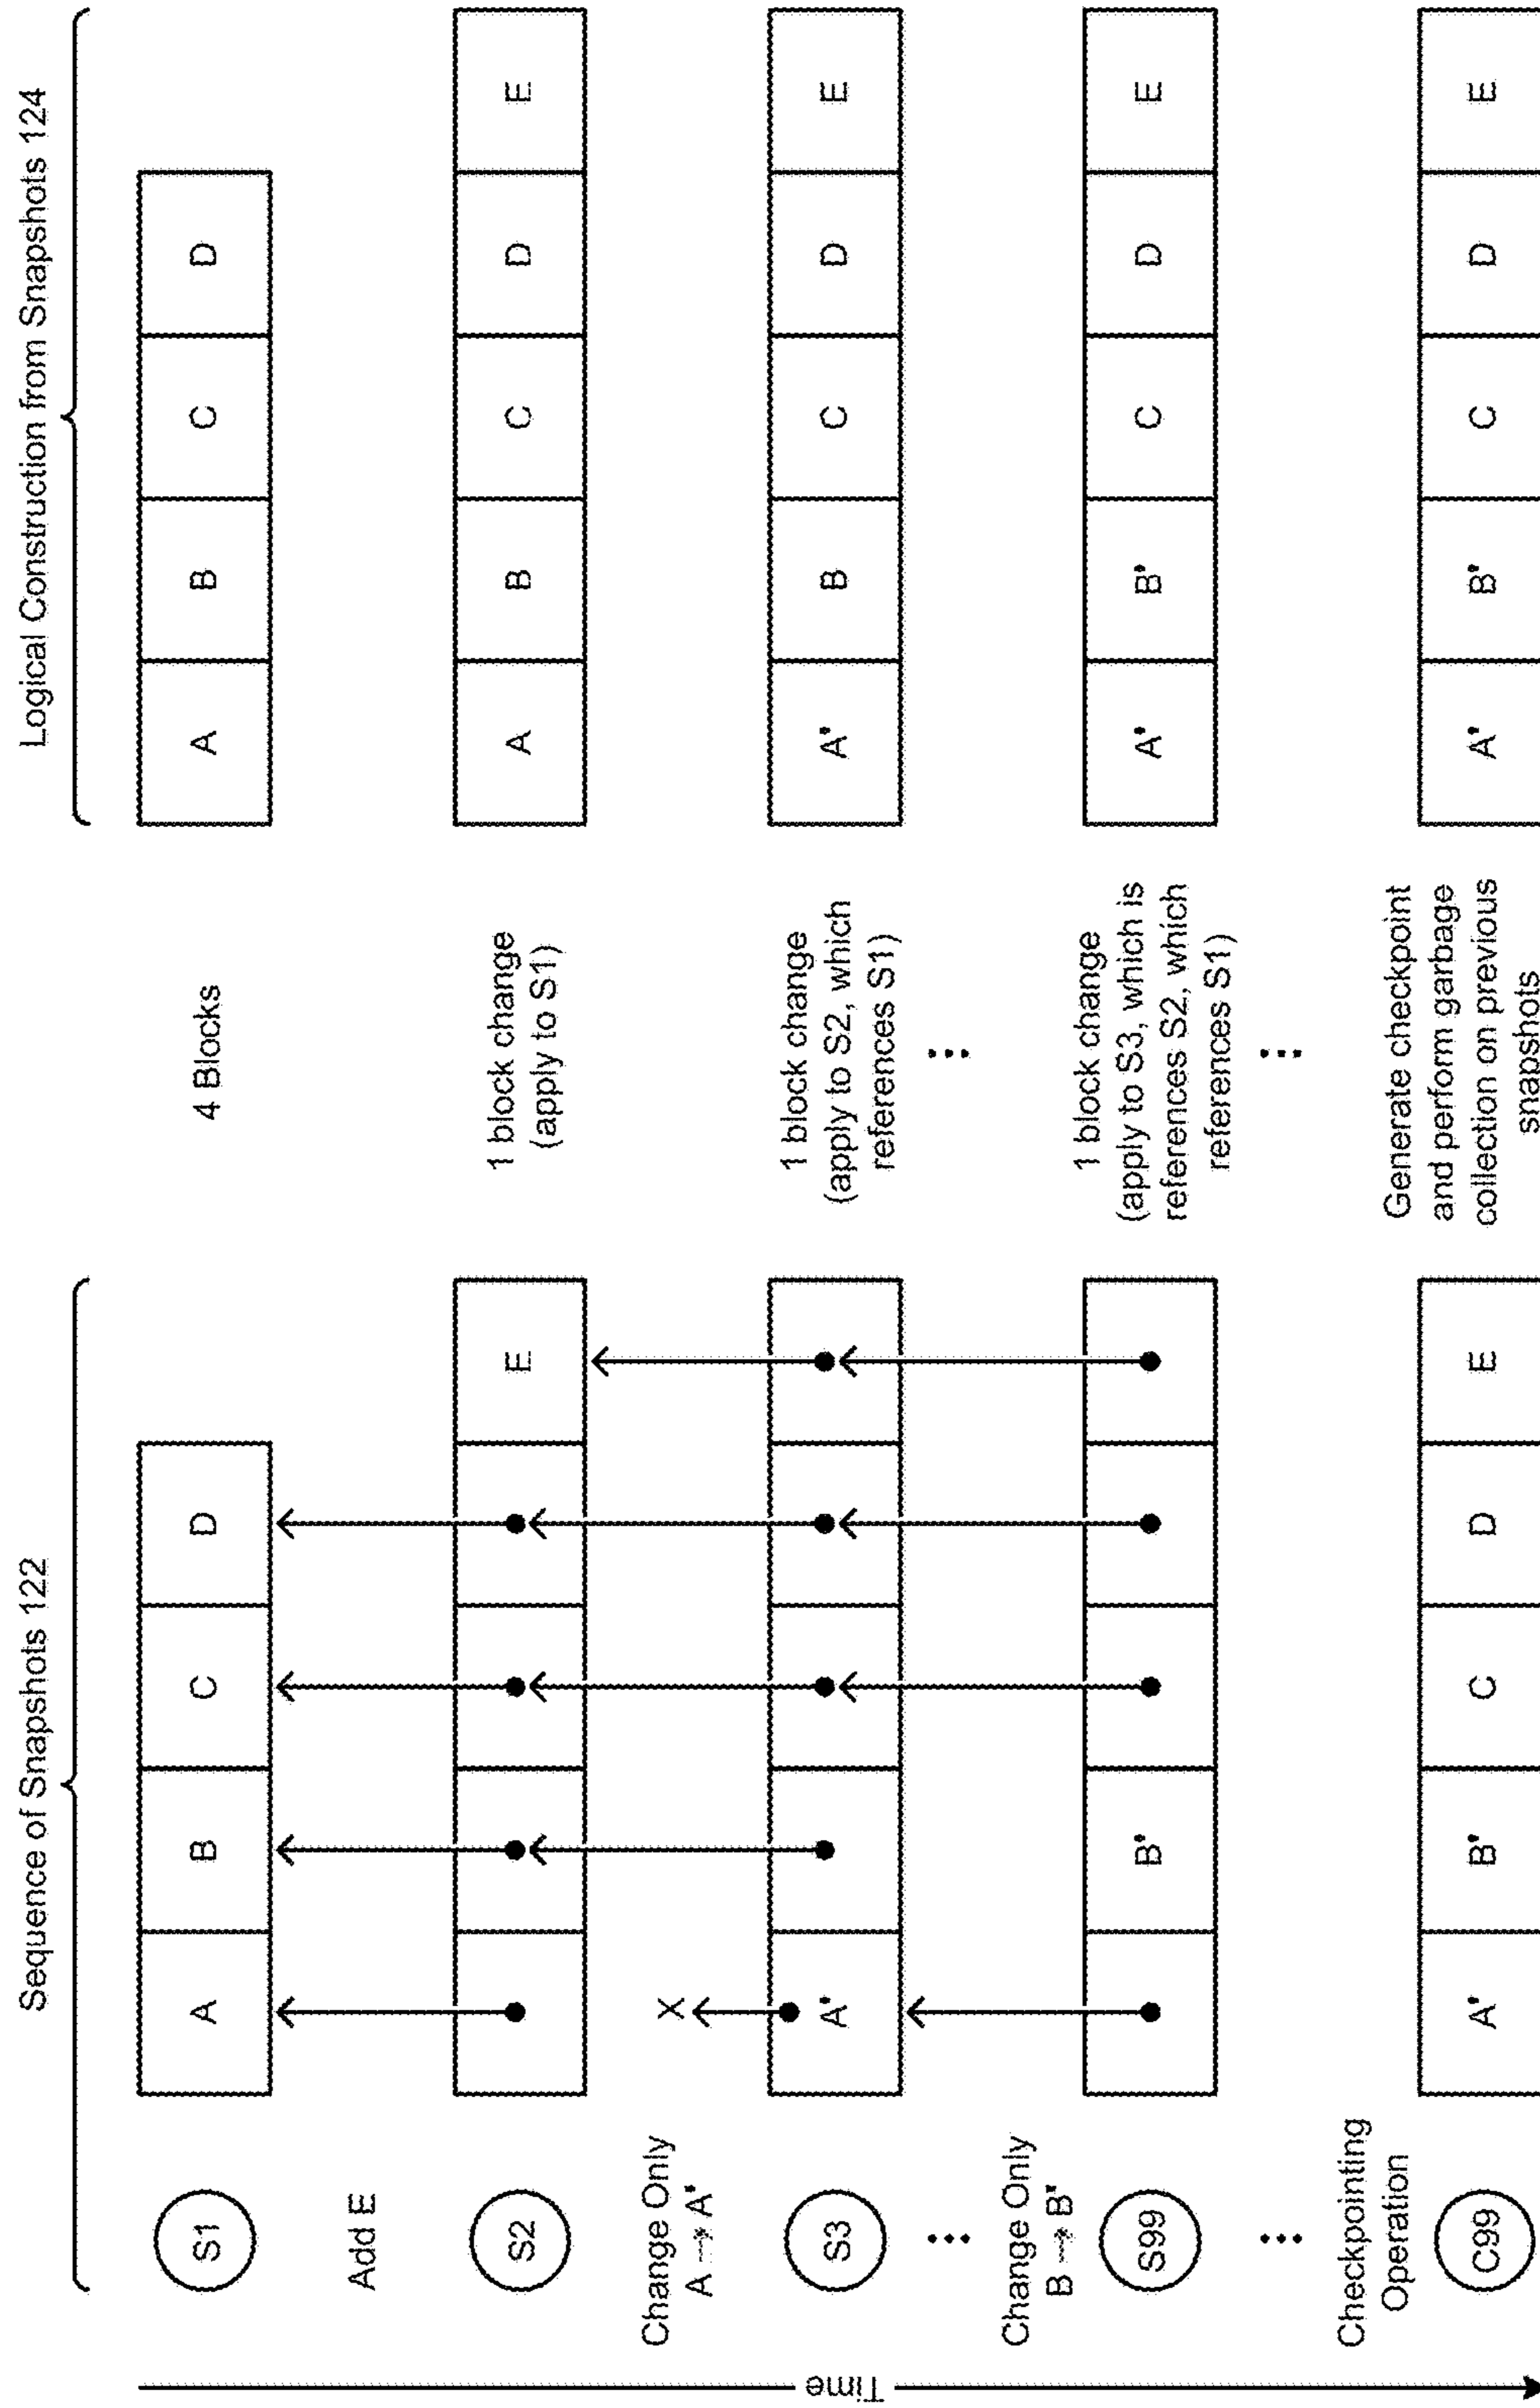 Sequence of Snapshots 122
Logical Construction from Snapshots 124
Time
S1
A B C D
4 Blocks
A B C D
Add E
S2
E
1 block change
(apply to S1)
A B C D E
Change Only
A → A'
X
S3
A'
1 block change
(apply to S2, which
references S1)
A' B C D E
Change Only
B → B'
S99
B'
1 block change
(apply to S3, which is
references S2, which
references S1)
A' B' C D E
Checkpointing
Operation
C99
A' B' C D E
Generate checkpoint
and perform garbage
collection on previous
snapshots
A' B' C D E